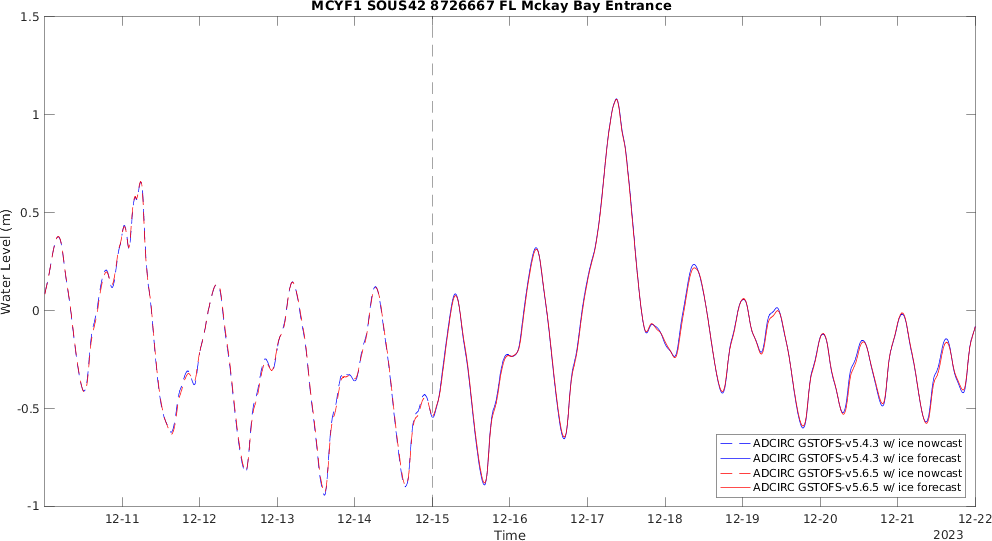 MCYF1 SOUS42 8726667 FL Mckay Bay Entrance
1.5
1
0.5
0
-0.5
-1
Water Level (m)
12-11 12-12 12-13 12-14 12-15 12-16 12-17 12-18 12-19 12-20 12-21 12-22
Time
2023
ADCIRC GSTOFS-v5.4.3 w/ ice nowcast
ADCIRC GSTOFS-v5.4.3 w/ ice forecast
ADCIRC GSTOFS-v5.6.5 w/ ice nowcast
ADCIRC GSTOFS-v5.6.5 w/ ice forecast